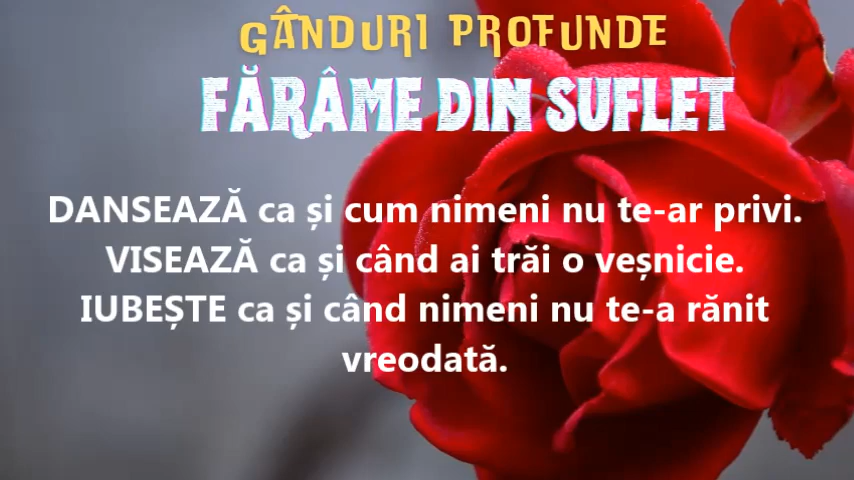 GÂNDURI PROFUNDE
FĂRÂME DIN SUFLET
DANSEAZĂ ca și cum nimeni nu te-ar privi.
VISEAZĂ ca și când ai trăi o veșnicie.
IUBEȘTE ca și când nimeni nu te-a rănit
vreodată.